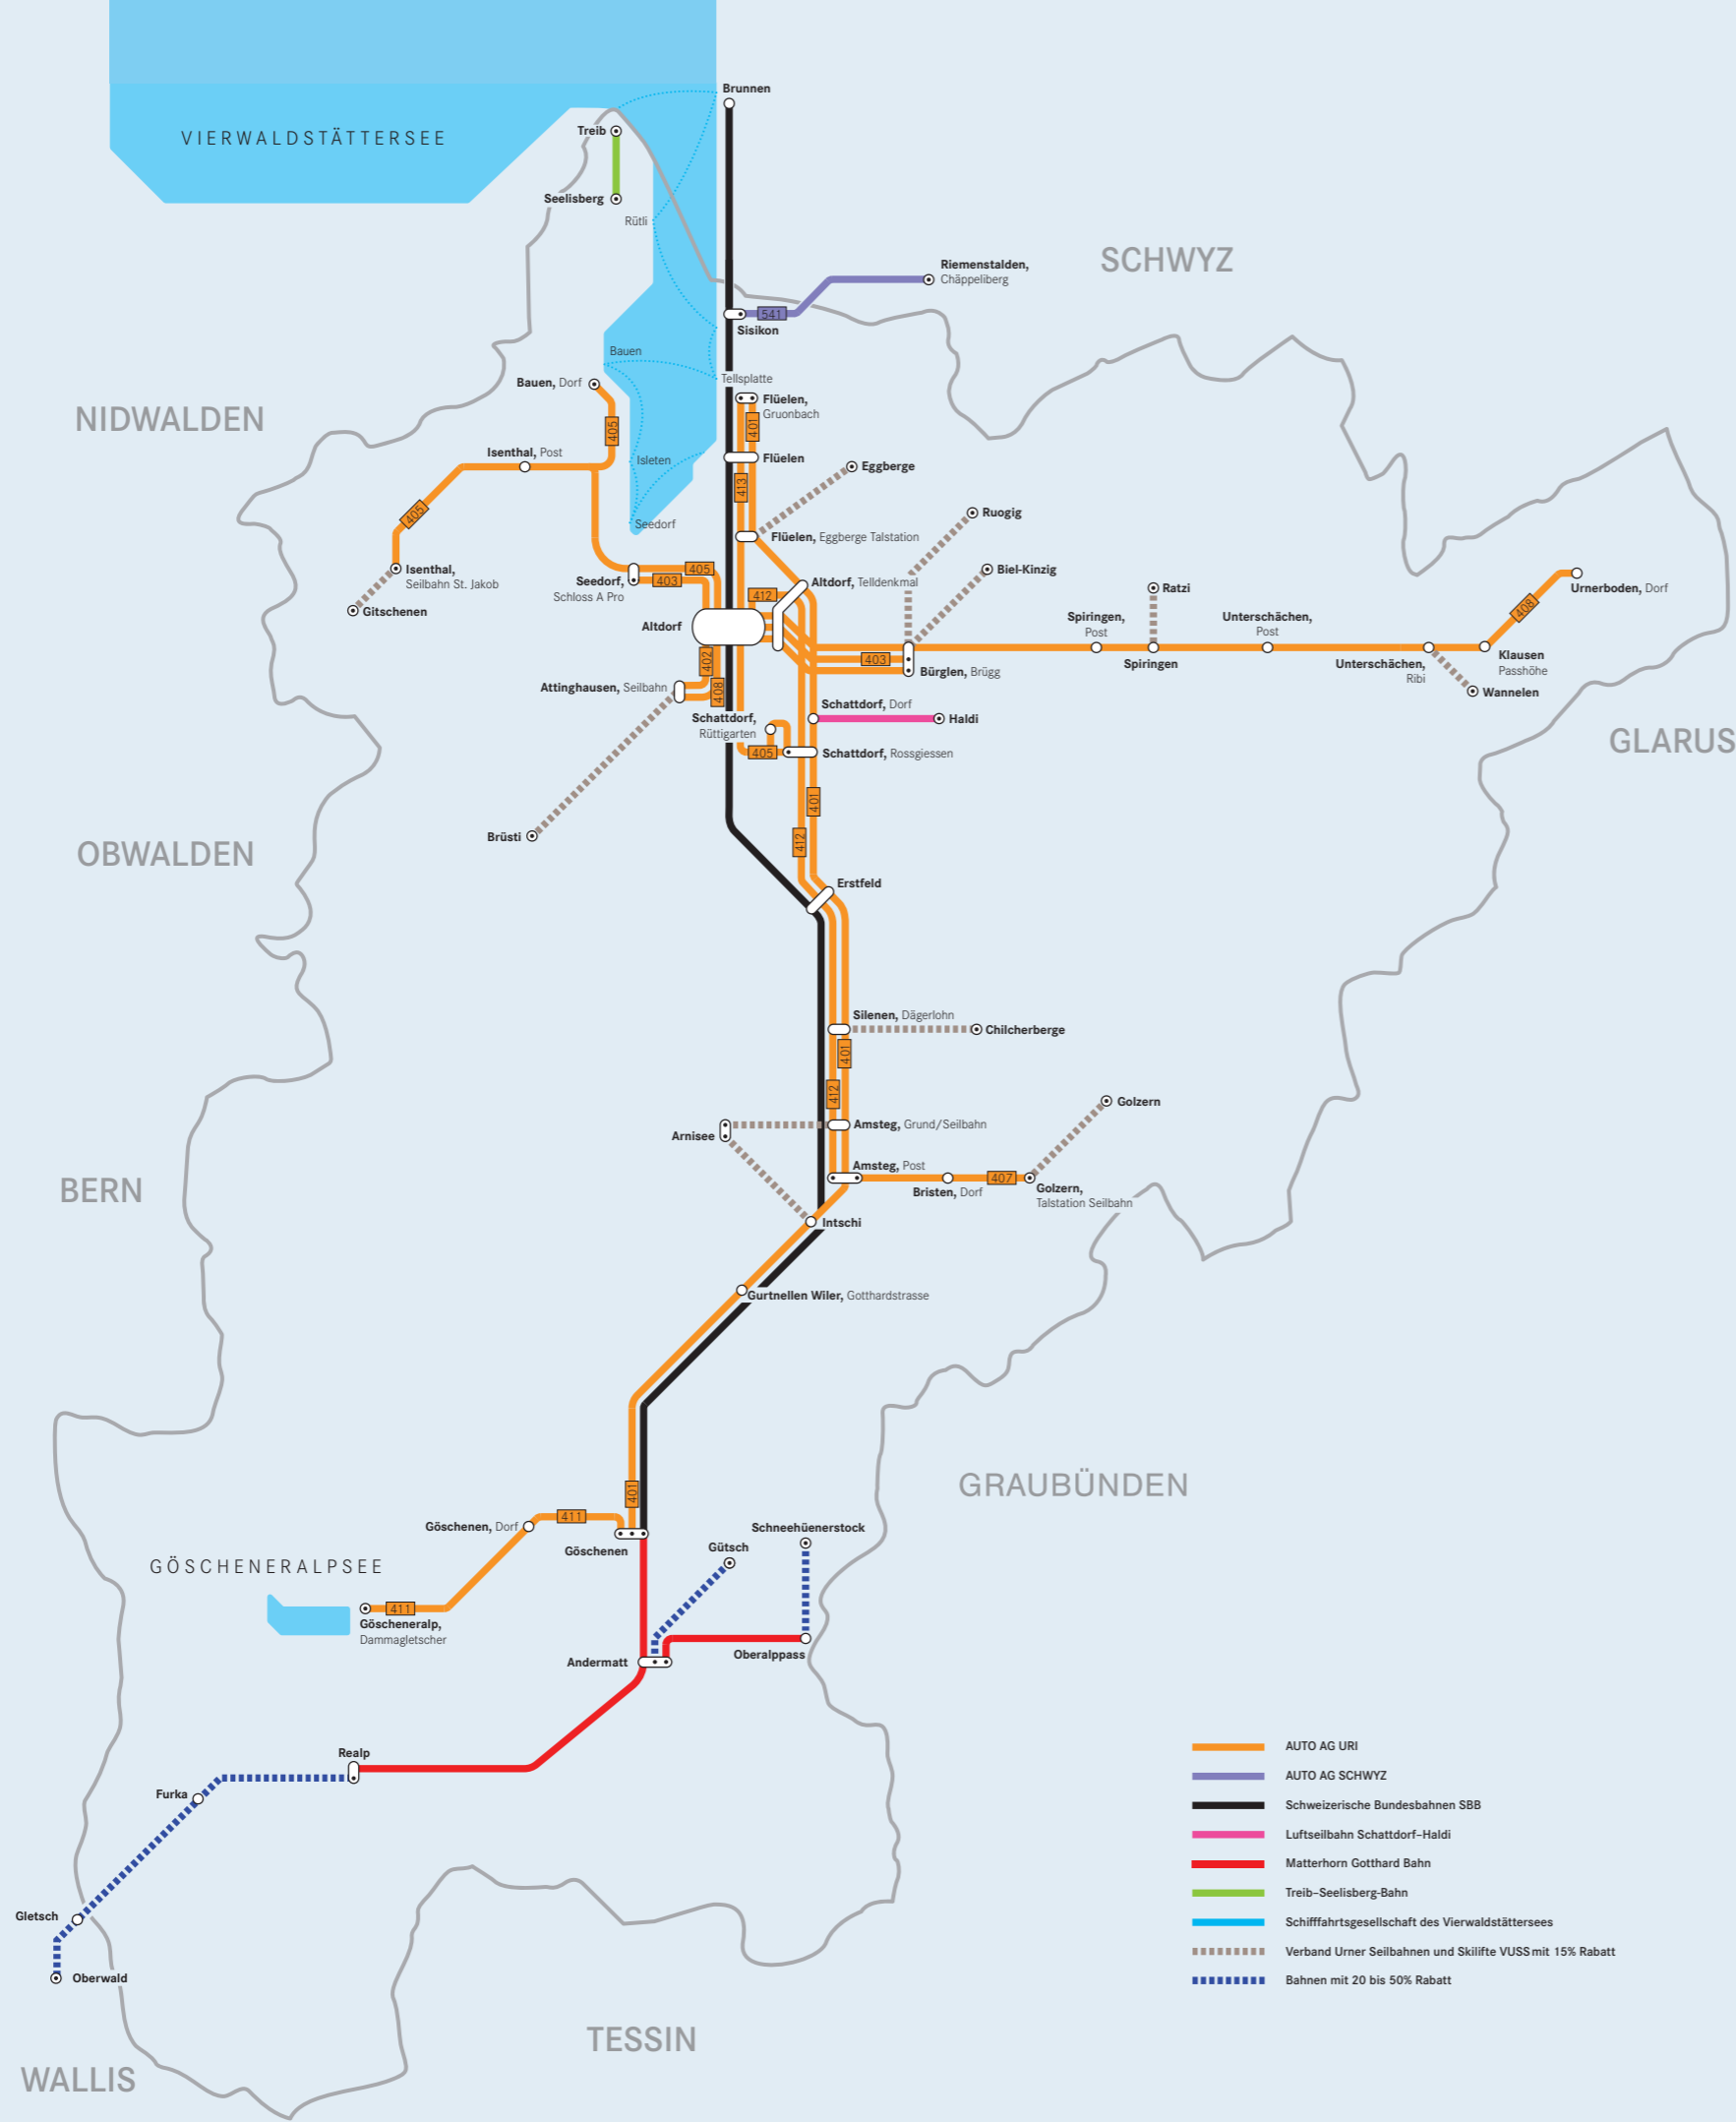 Brunnen
VIERWALDSTÄTTERSEE
Treib
Seelisberg
Rütli
SCHWYZ
Riemenstalden,
Chäppeliberg
541
Sisikon
Bauen
Tellsplatte
Bauen, Dorf
NIDWALDEN
405
Flüelen,
Gruonbach
401
Isenthal, Post
Isleten
Flüelen
Eggberge
413
405
Seedorf
Ruogig
Flüelen, Eggberge Talstation
Isenthal,
Seilbahn St. Jakob
Gitschenen
Seedorf,
Schloss A Pro
405
403
412
Altdorf, Telldenkmal
Biel-Kinzig
Ratzi
408
Urnerboden, Dorf
Altdorf
Spiringen,
Post
Unterschächen,
Post
402
403
Bürglen, Brügg
Spiringen
Unterschächen,
Ribi
Klausen
Passhöhe
Wannelen
Attinghausen, Seilbahn
408
Schattdorf,
Rüttigarten
Schattdorf, Dorf
Haldi
405
Schattdorf, Rossgiessen
GLARUS
401
412
Brüsti
OBWALDEN
Erstfeld
Silenen, Dägerlohn
Chilcherberge
401
412
Golzern
Arnisee
Amsteg, Grund/Seilbahn
Amsteg, Post
BERN
Bristen, Dorf
407
Golzern,
Talstation Seilbahn
Intschi
Gurtnellen Wiler, Gotthardstrasse
GRAUBÜNDEN
401
411
Göschenen, Dorf
Göschenen
GÖSCHENERALPSEE
Gütsch
Schneehüenerstock
411
Göscheneralp,
Dammagletscher
Andermatt
Oberalppass
Realp
Furka
Gletsch
Oberwald
AUTO AG URI
AUTO AG SCHWYZ
Schweizerische Bundesbahnen SBB
Luftseilbahn Schattdorf–Haldi
Matterhorn Gotthard Bahn
Treib-Seelisberg-Bahn
Schifffahrtsgesellschaft des Vierwaldstättersees
Verband Urner Seilbahnen und Skilifte VUSS mit 15% Rabatt
Bahnen mit 20 bis 50% Rabatt
TESSIN
WALLIS